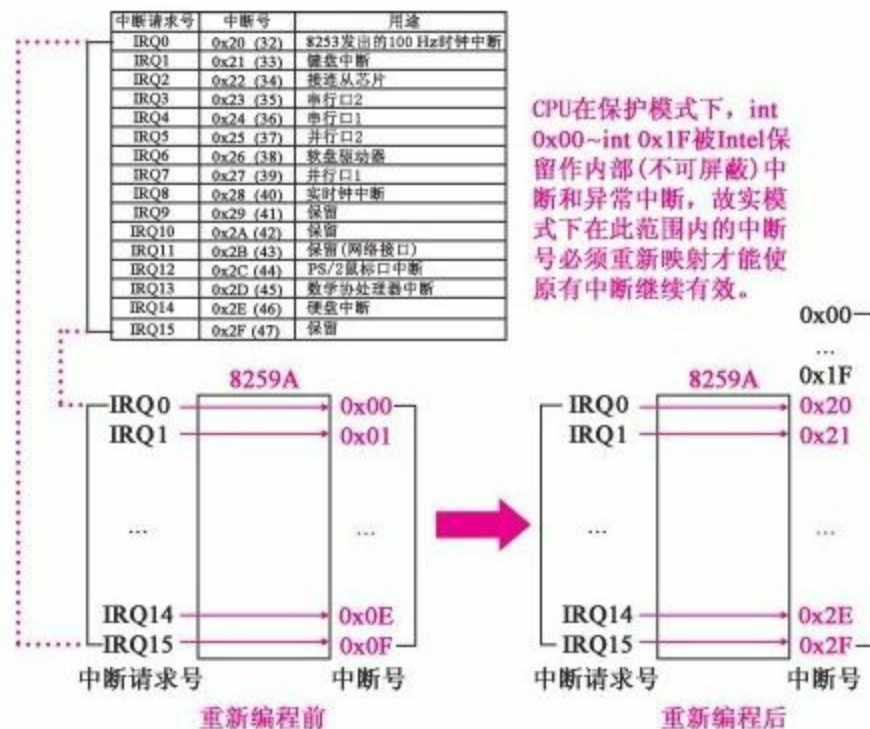 中断请求号 中断号 用途
IRQ0 0x20 (32) 8253发出的100 Hz时钟中断
IRQ1 0x21 (33) 键盘中断
IRQ2 0x22 (34) 接连从芯片
IRQ3 0x23 (35) 串行口2
IRQ4 0x24 (36) 串行口1
IRQ5 0x25 (37) 并行口2
IRQ6 0x26 (38) 软盘驱动器
IRQ7 0x27 (39) 并行口1
IRQ8 0x28 (40) 实时钟中断
IRQ9 0x29 (41) 保留
IRQ10 0x2A (42) 保留
IRQ11 0x2B (43) 保留(网络接口)
IRQ12 0x2C (44) PS/2鼠标口中断
IRQ13 0x2D (45) 数学协处理器中断
IRQ14 0x2E (46) 硬盘中断
IRQ15 0x2F (47) 保留
CPU在保护模式下，int
0x00~int 0x1F被Intel保
留作内部(不可屏蔽)中
断和异常中断，故实模
式下在此范围内的中断
号必须重新映射才能使
原有中断继续有效。
8259A
IRQ0 0x00
IRQ1 0x01
... ...
IRQ14 0x0E
IRQ15 0x0F
中断请求号 中断号
重新编程前
0x00
...
8259A 0x1F
IRQ0 0x20
IRQ1 0x21
... ...
IRQ14 0x2E
IRQ15 0x2F
中断请求号 中断号
重新编程后